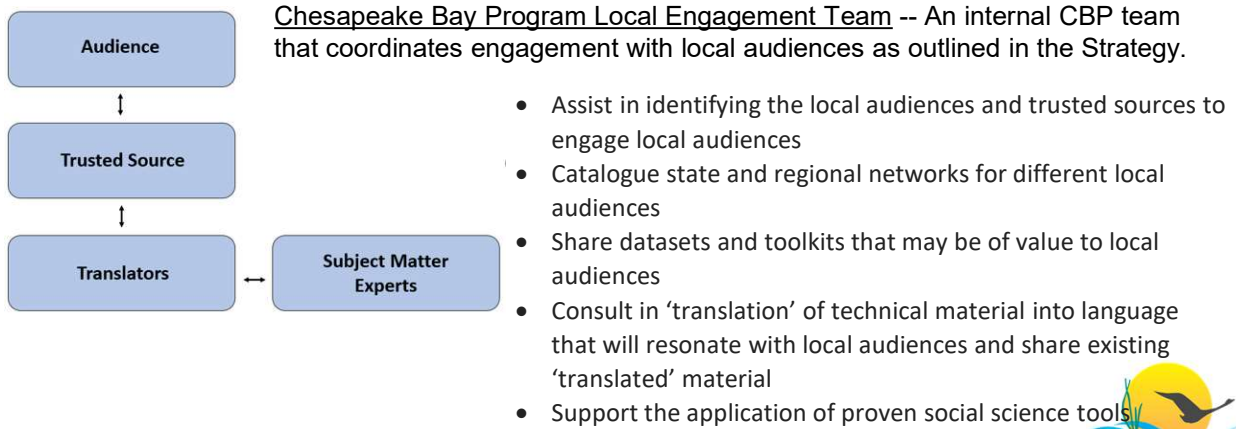 Chesapeake Bay Program Local Engagement Team -- An internal CBP team
that coordinates engagement with local audiences as outlined in the Strategy.
Audience
Trusted Source
Translators
Subject Matter
Experts
• Assist in identifying the local audiences and trusted sources to
engage local audiences
• Catalogue state and regional networks for different local
audiences
• Share datasets and toolkits that may be of value to local
audiences
• Consult in ‘translation’ of technical material into language
that will resonate with local audiences and share existing
‘translated’ material
• Support the application of proven social science tools